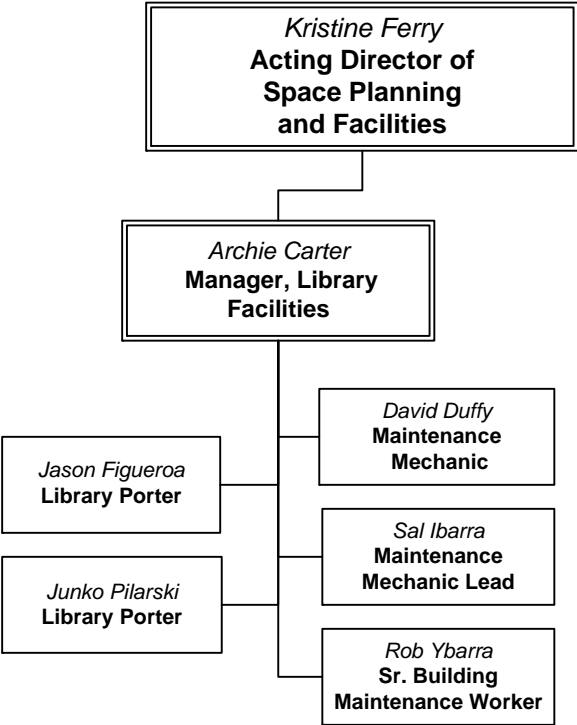 Kristine Ferry
Acting Director of
Space Planning
and Facilities
Archie Carter
Manager, Library
Facilities
David Duffy
Maintenance
Mechanic
Jason Figueroa
Library Porter
Sal Ibarra
Maintenance
Mechanic Lead
Junko Pilarski
Library Porter
Rob Ybarra
Sr. Building
Maintenance Worker